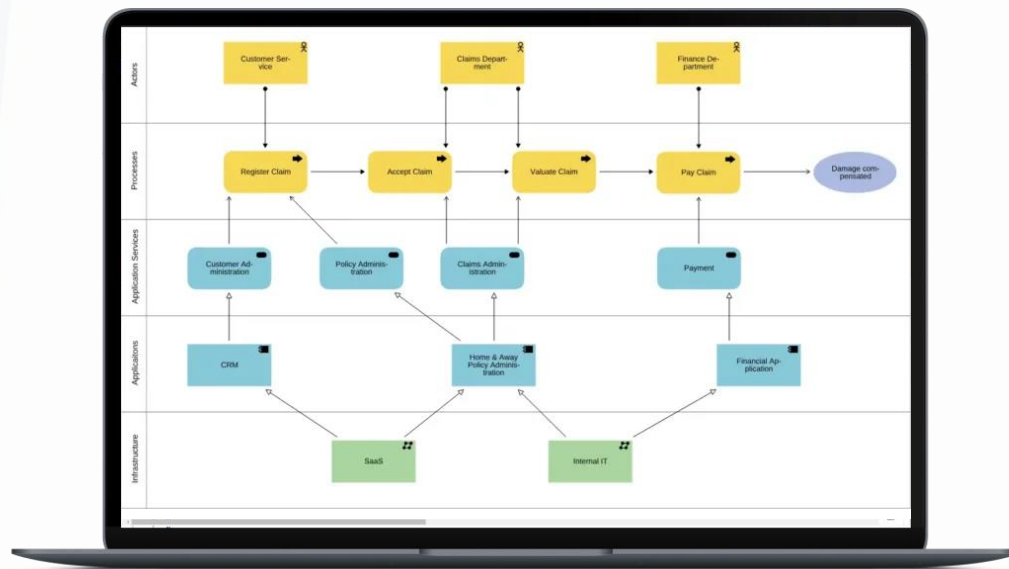 Actors
Customer Ser-
vice
Claims Depart-
ment
Finance De-
partment
Processes
Register Claim
Accept Claim
Valuate Claim
Pay Claim
Damage com-
pensated
Application Services
Customer Ad-
ministration
Policy Adminis-
tration
Claims Admin-
istration
Payment
Applicaitons
CRM
Home & Away
Policy Adminis-
tration
Financial Ap-
plication
Infrastructure
SaaS
Internal IT